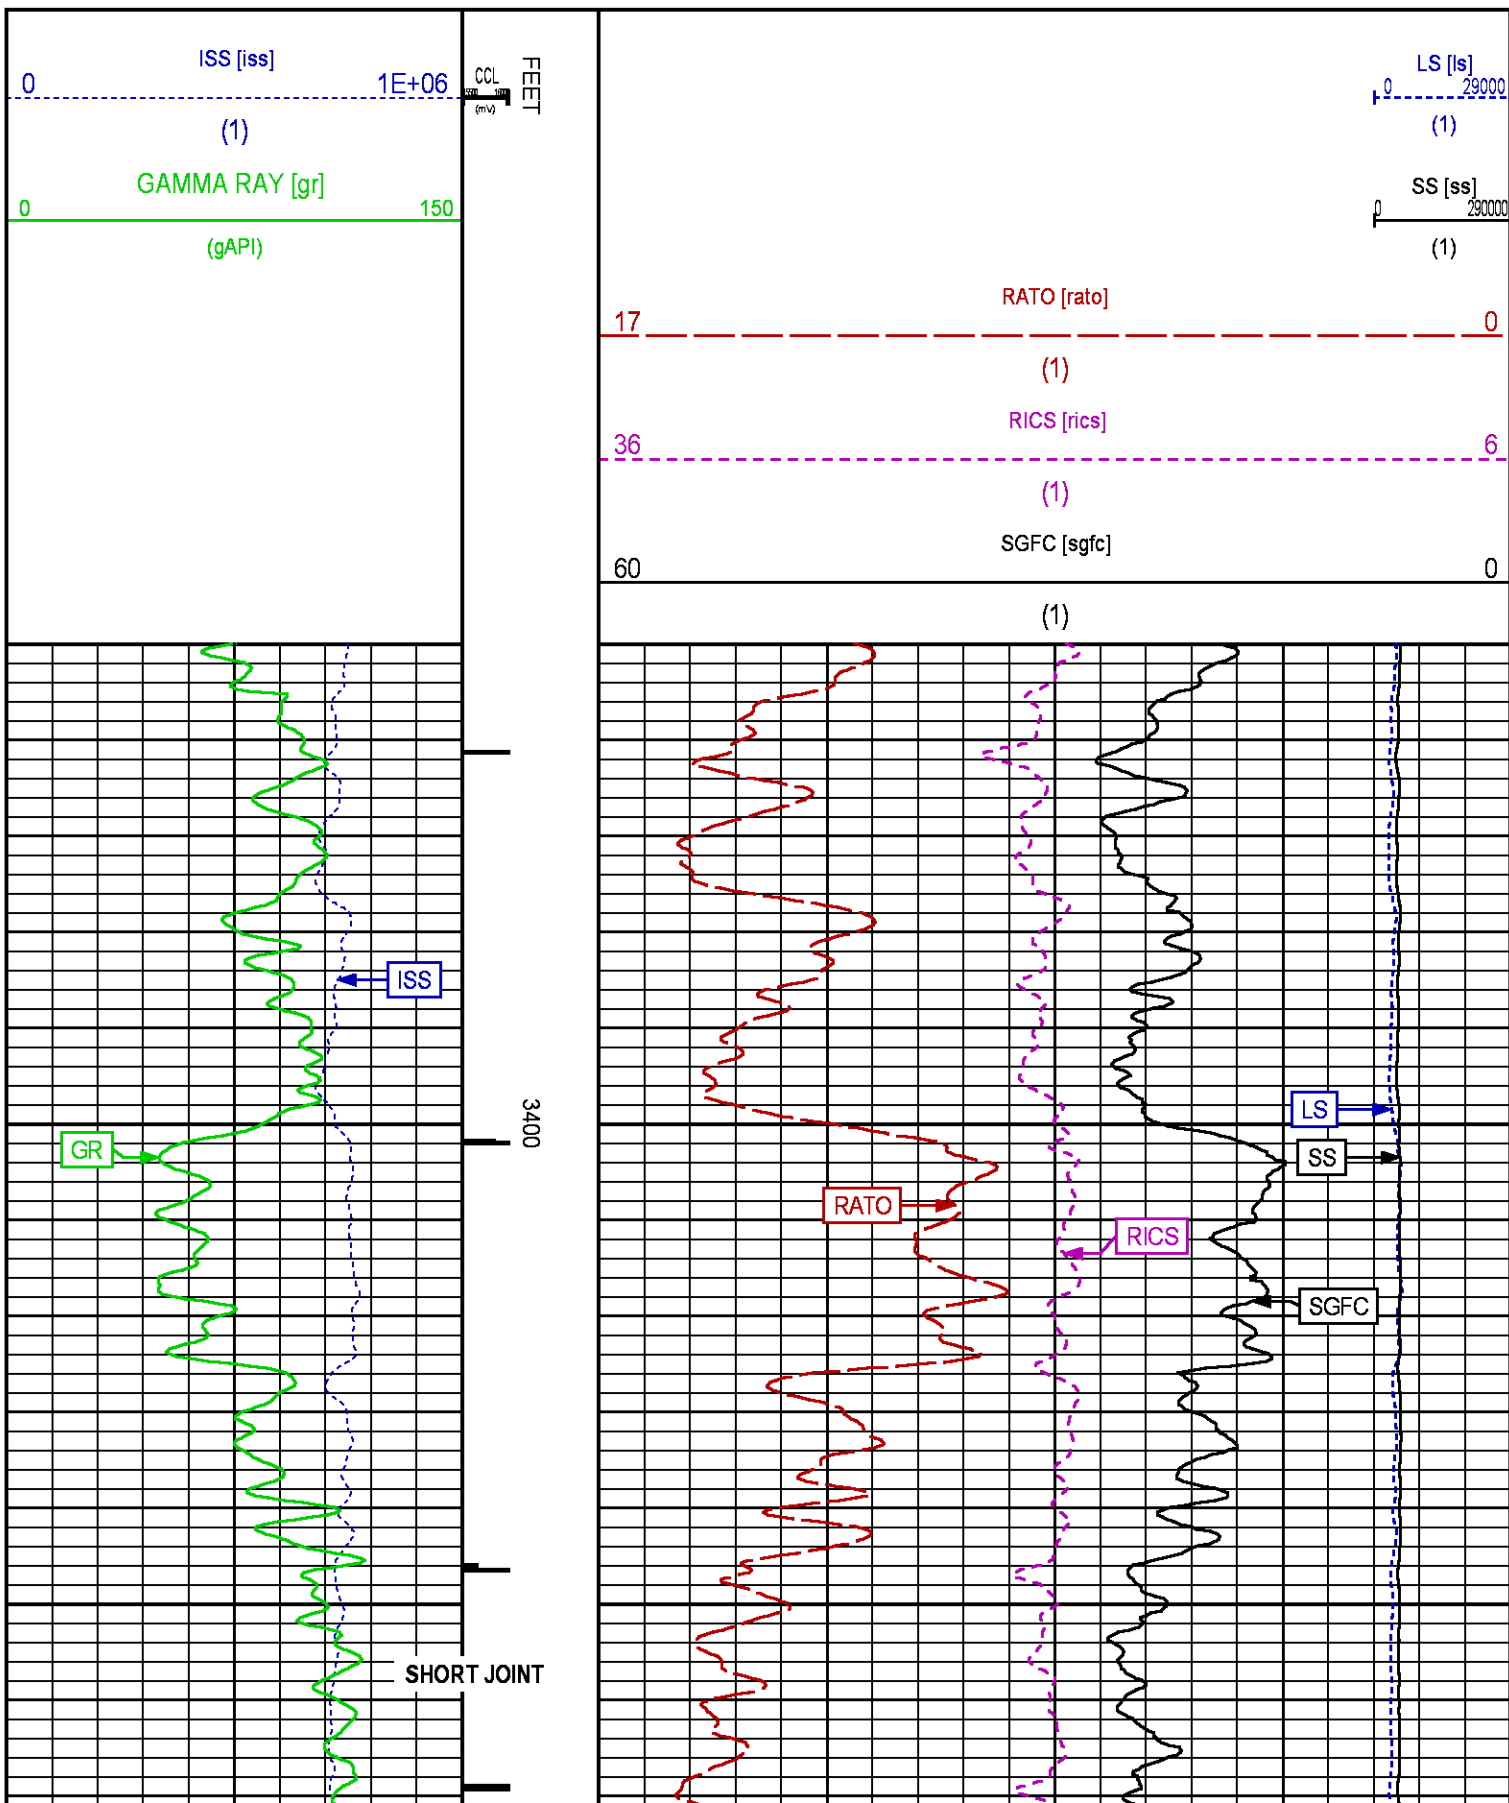 ISS [iss]
0 1E+06
(1)
GAMMA RAY [gr]
0 150
(gAPI)
CCL
(mV)
FEET
LS [ls]
0 29000
(1)
SS [ss]
0 290000
(1)
RATO [rato]
17 0
(1)
RICS [rics]
36 6
(1)
SGFC [sgfc]
60 0
(1)
ISS
3400
LS
GR
SS
RATO
RICS
SGFC
SHORT JOINT